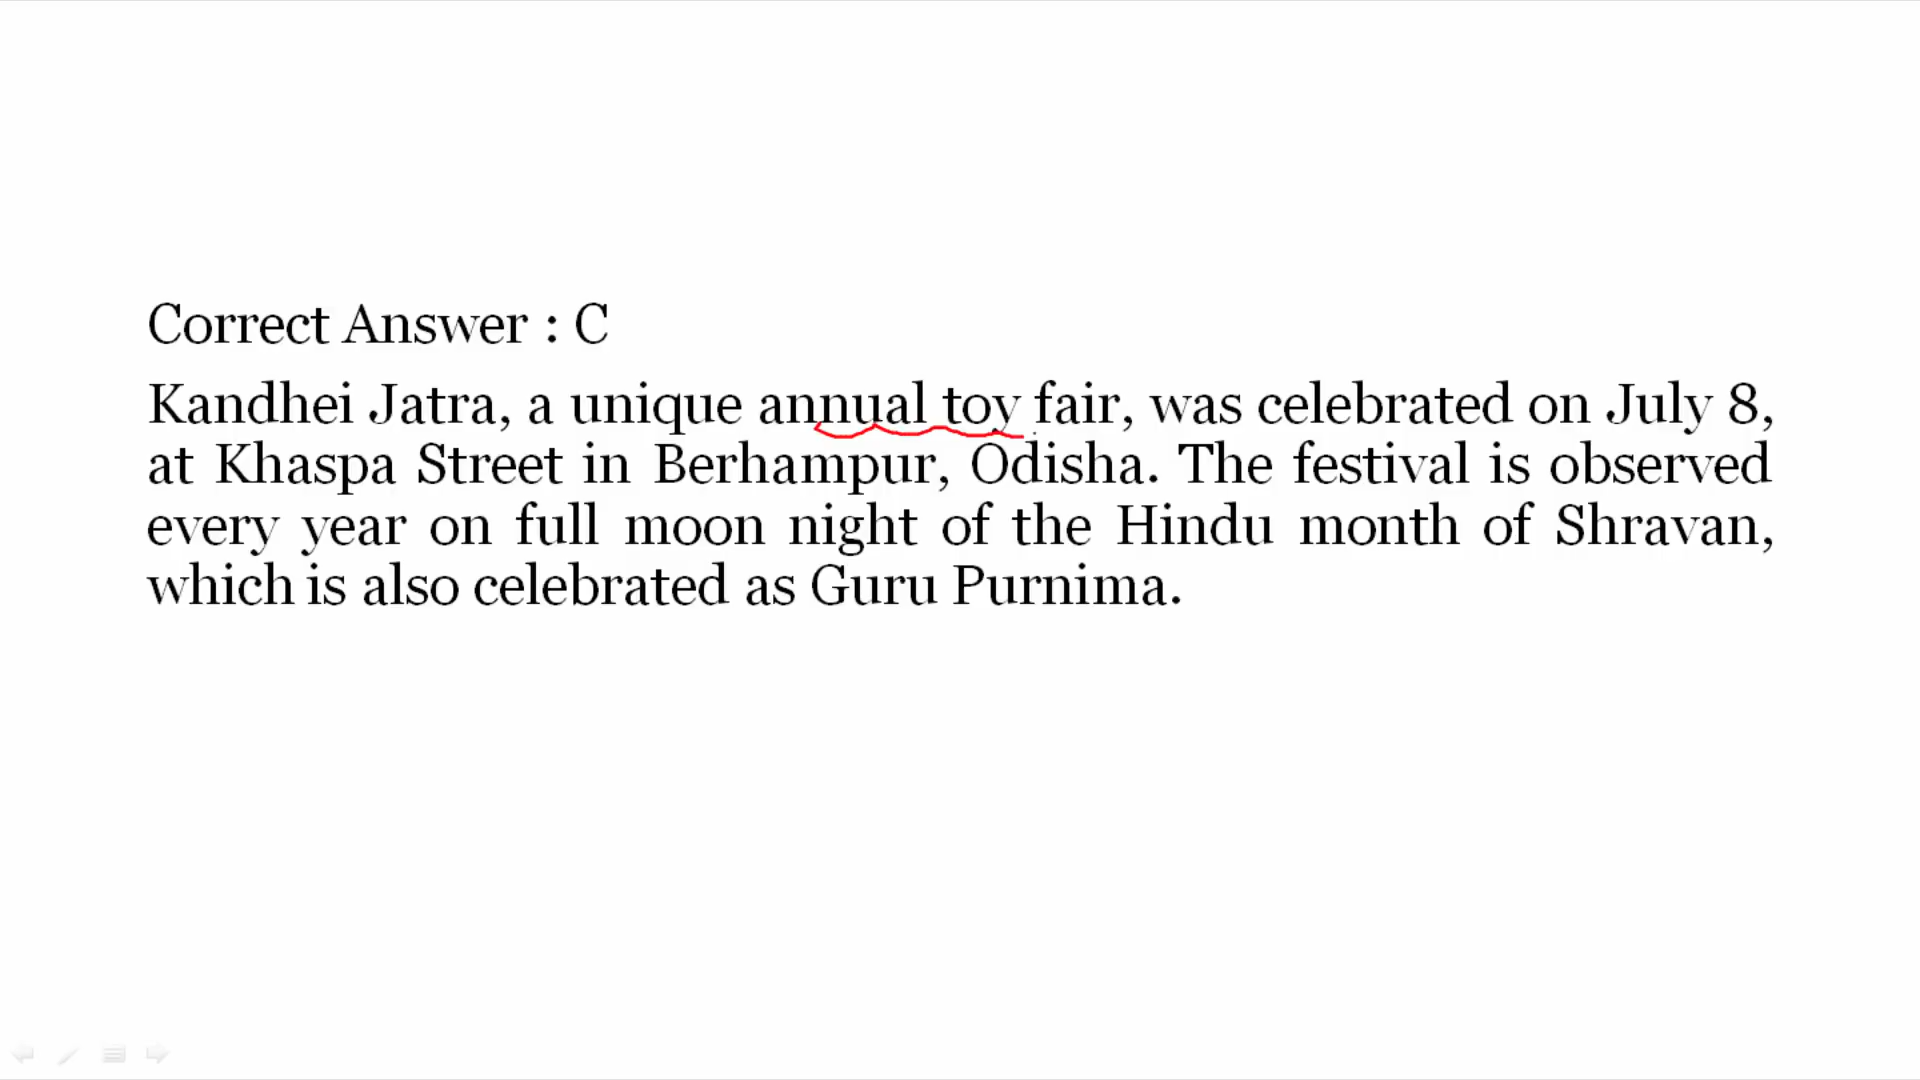 Correct Answer : C
Kandhei Jatra, a unique annual toy fair, was celebrated on July 8,
at Khaspa Street in Berhampur, Odisha. The festival is observed
every year on full moon night of the Hindu month of Shravan,
which is also celebrated as Guru Purnima.